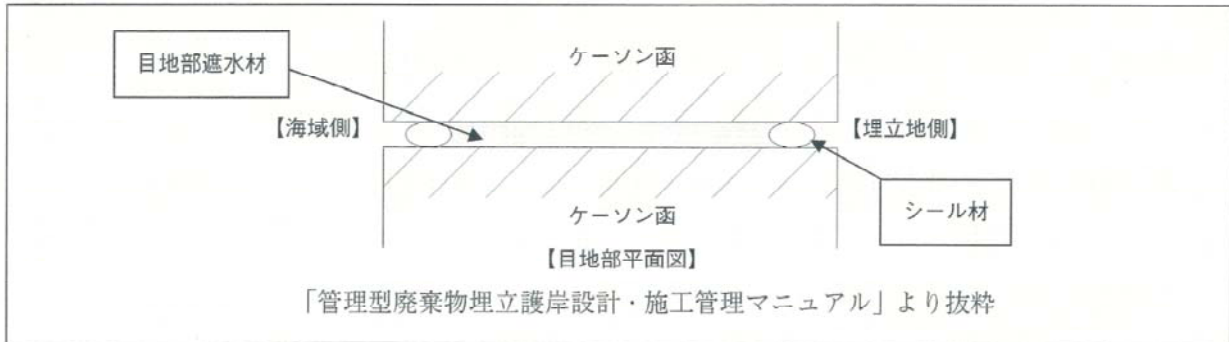 ケーソン函
目地部遮水材
【海域側】
【埋立地側】
シール材
ケーソン函
【目地部平面図】
「管理型廃棄物埋立護岸設計・施工管理マニュアル」より抜粋